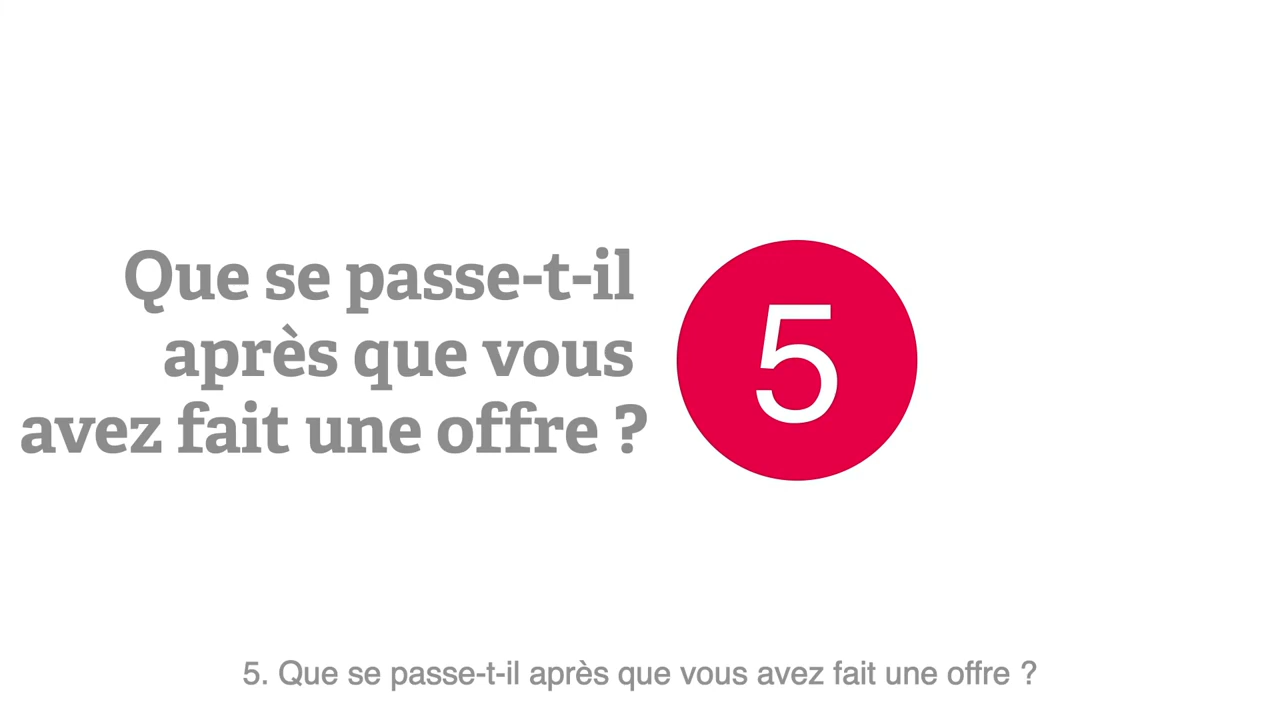 Que se passe-t-il
après que vous
avez fait une offre ?
5
5. Que se passe-t-il après que vous avez fait une offre ?